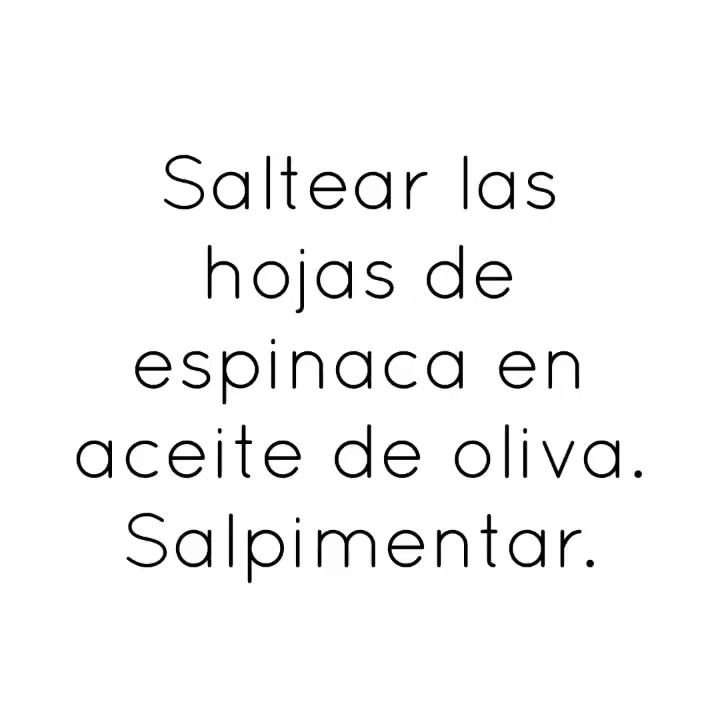 Saltear las
hojas de
espinaca en
aceite de oliva.
Salpimentar.